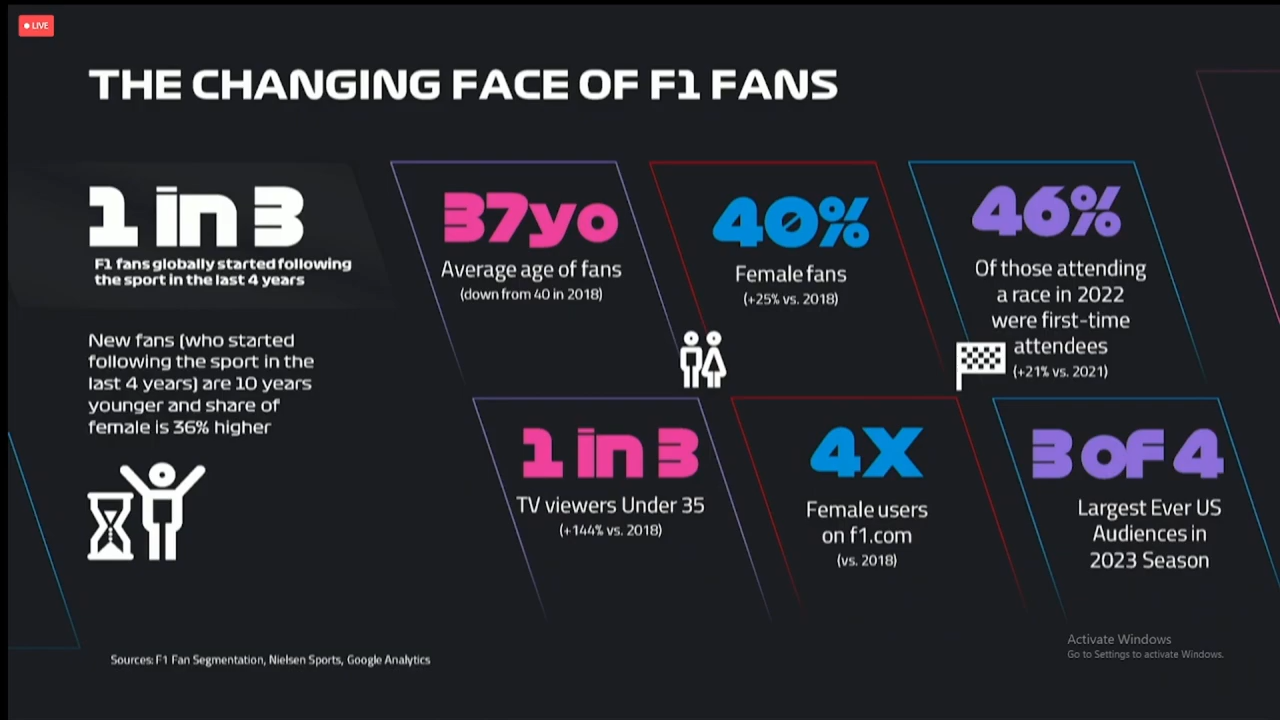 LIVE
THE CHANGING FACE OF F1 FANS
1 in 3
F1 fans globally started following
the sport in the last 4 years
New fans (who started
following the sport in the
last 4 years) are 10 years
younger and share of
female is 36% higher
37yo
Average age of fans
(down from 40 in 2018)
40%
Female fans
(+25% vs. 2018)
46%
Of those attending
a race in 2022
were first-time
attendees
(+21% vs. 2021)
1 in 3
TV viewers Under 35
(+144% vs. 2018)
4X
Female users
on f1.com
(vs. 2018)
3 OF 4
Largest Ever US
Audiences in
2023 Season
Sources: F1 Fan Segmentation, Nielsen Sports, Google Analytics
Activate Windows
Go to Settings to activate Windows.